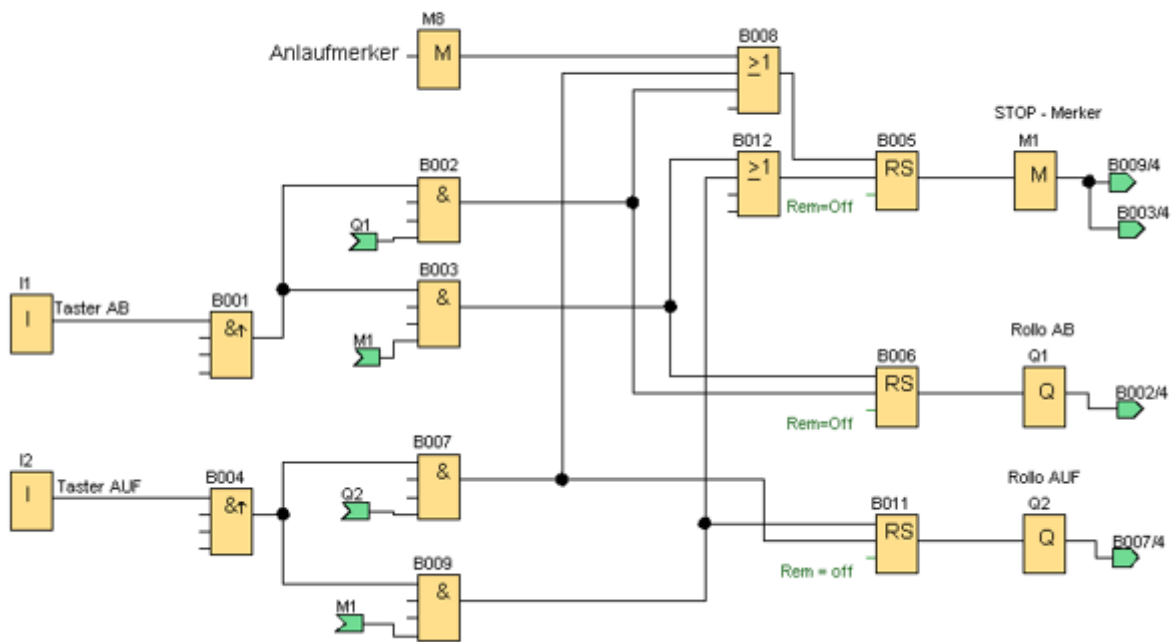 M8
Anlaufmerker
M
B008
>1
STOP - Merker
B012
>1
B005
RS
M1
M
B009/4
B003/4
Rem=Off
B002
&
Q1
B003
&
M1
I1
I
Taster AB
B001
&↑
Rollo AB
B006
RS
Q1
Q
B002/4
Rem=Off
I2
I
Taster AUF
B004
&↑
B007
&
Q2
Rollo AUF
B011
RS
Q2
Q
B007/4
Rem = off
B009
&
M1